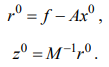 r⁰ = f − Ax⁰ ,
z⁰ = M⁻¹r⁰ .